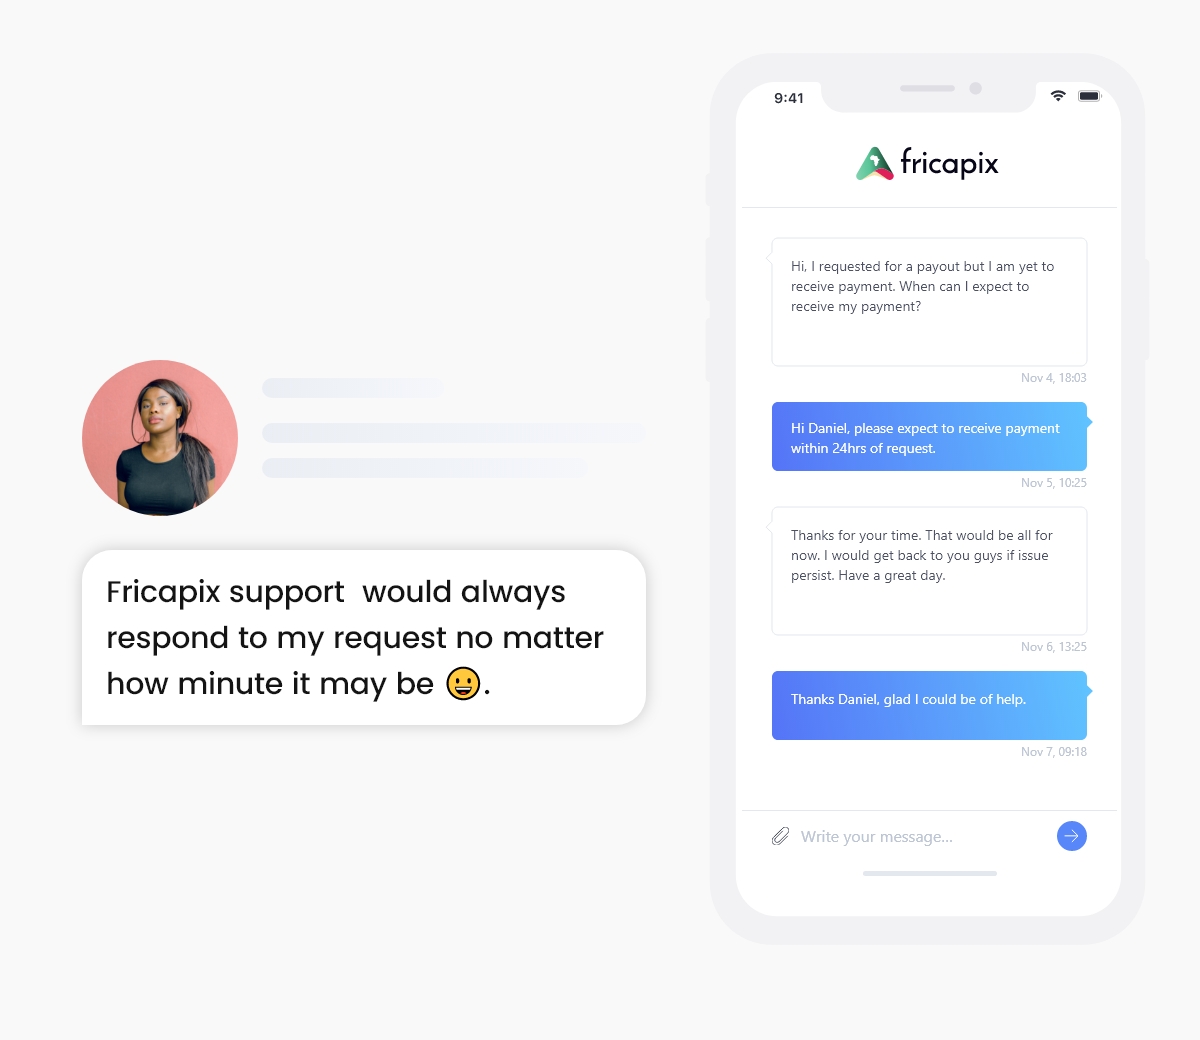 Fricapix support  would always
respond to my request no matter
how minute it may be 😀.
9:41
fricapix
Hi, I requested for a payout but I am yet to
receive payment. When can I expect to
receive my payment?
Nov 4, 18:03
Hi Daniel, please expect to receive payment
within 24hrs of request.
Nov 5, 10:25
Thanks for your time. That would be all for
now. I would get back to you guys if issue
persist. Have a great day.
Nov 6, 13:25
Thanks Daniel, glad I could be of help.
Nov 7, 09:18
Write your message...